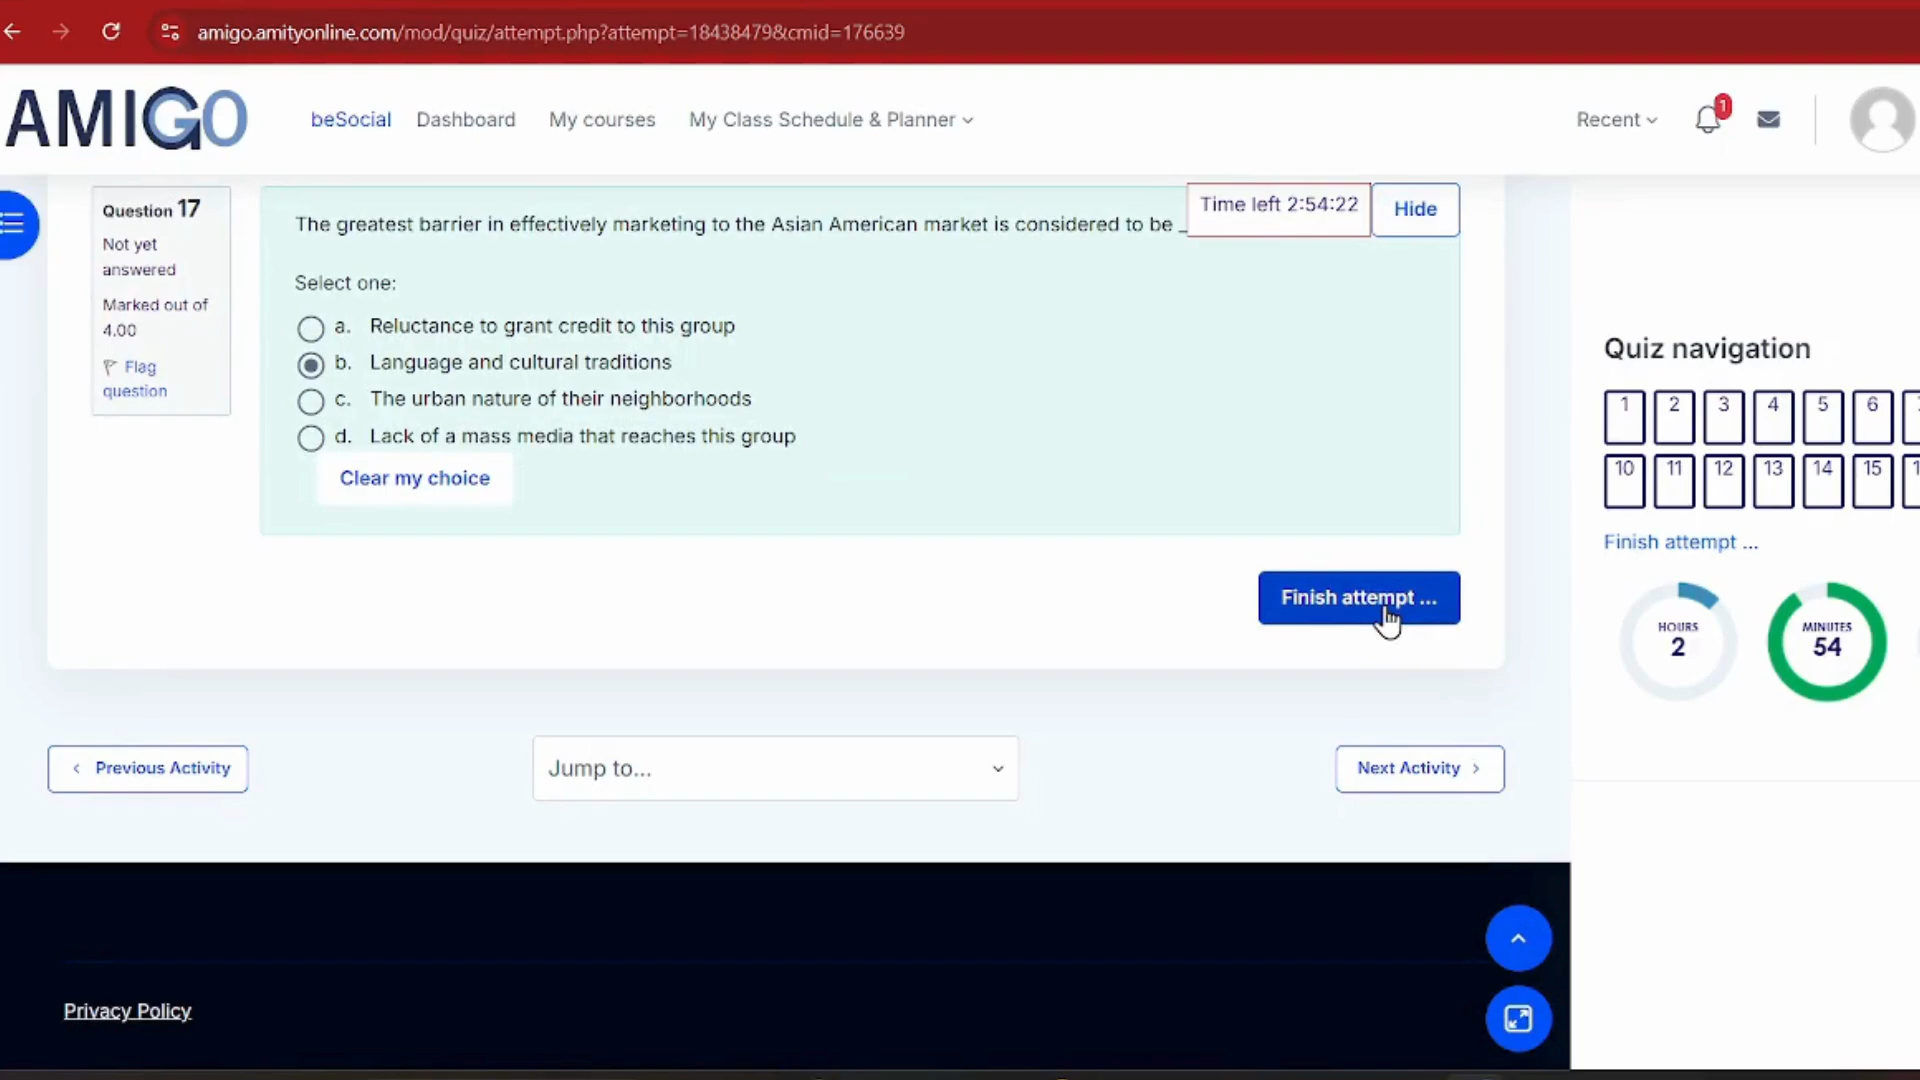 amigo.amityonline.com/mod/quiz/attempt.php?attempt=18438479&cmid=176639
AMIGO
beSocial
Dashboard
My courses
My Class Schedule & Planner
Recent
1
Question 17
Not yet
answered
Marked out of
4.00
Flag
question
The greatest barrier in effectively marketing to the Asian American market is considered to be _
Time left 2:54:22
Hide
Select one:
a. Reluctance to grant credit to this group
b. Language and cultural traditions
c. The urban nature of their neighborhoods
d. Lack of a mass media that reaches this group
Clear my choice
Finish attempt ...
Quiz navigation
1 2 3 4 5 6
10 11 12 13 14 15
Finish attempt ...
HOURS
2
MINUTES
54
Previous Activity
Jump to...
Next Activity
Privacy Policy